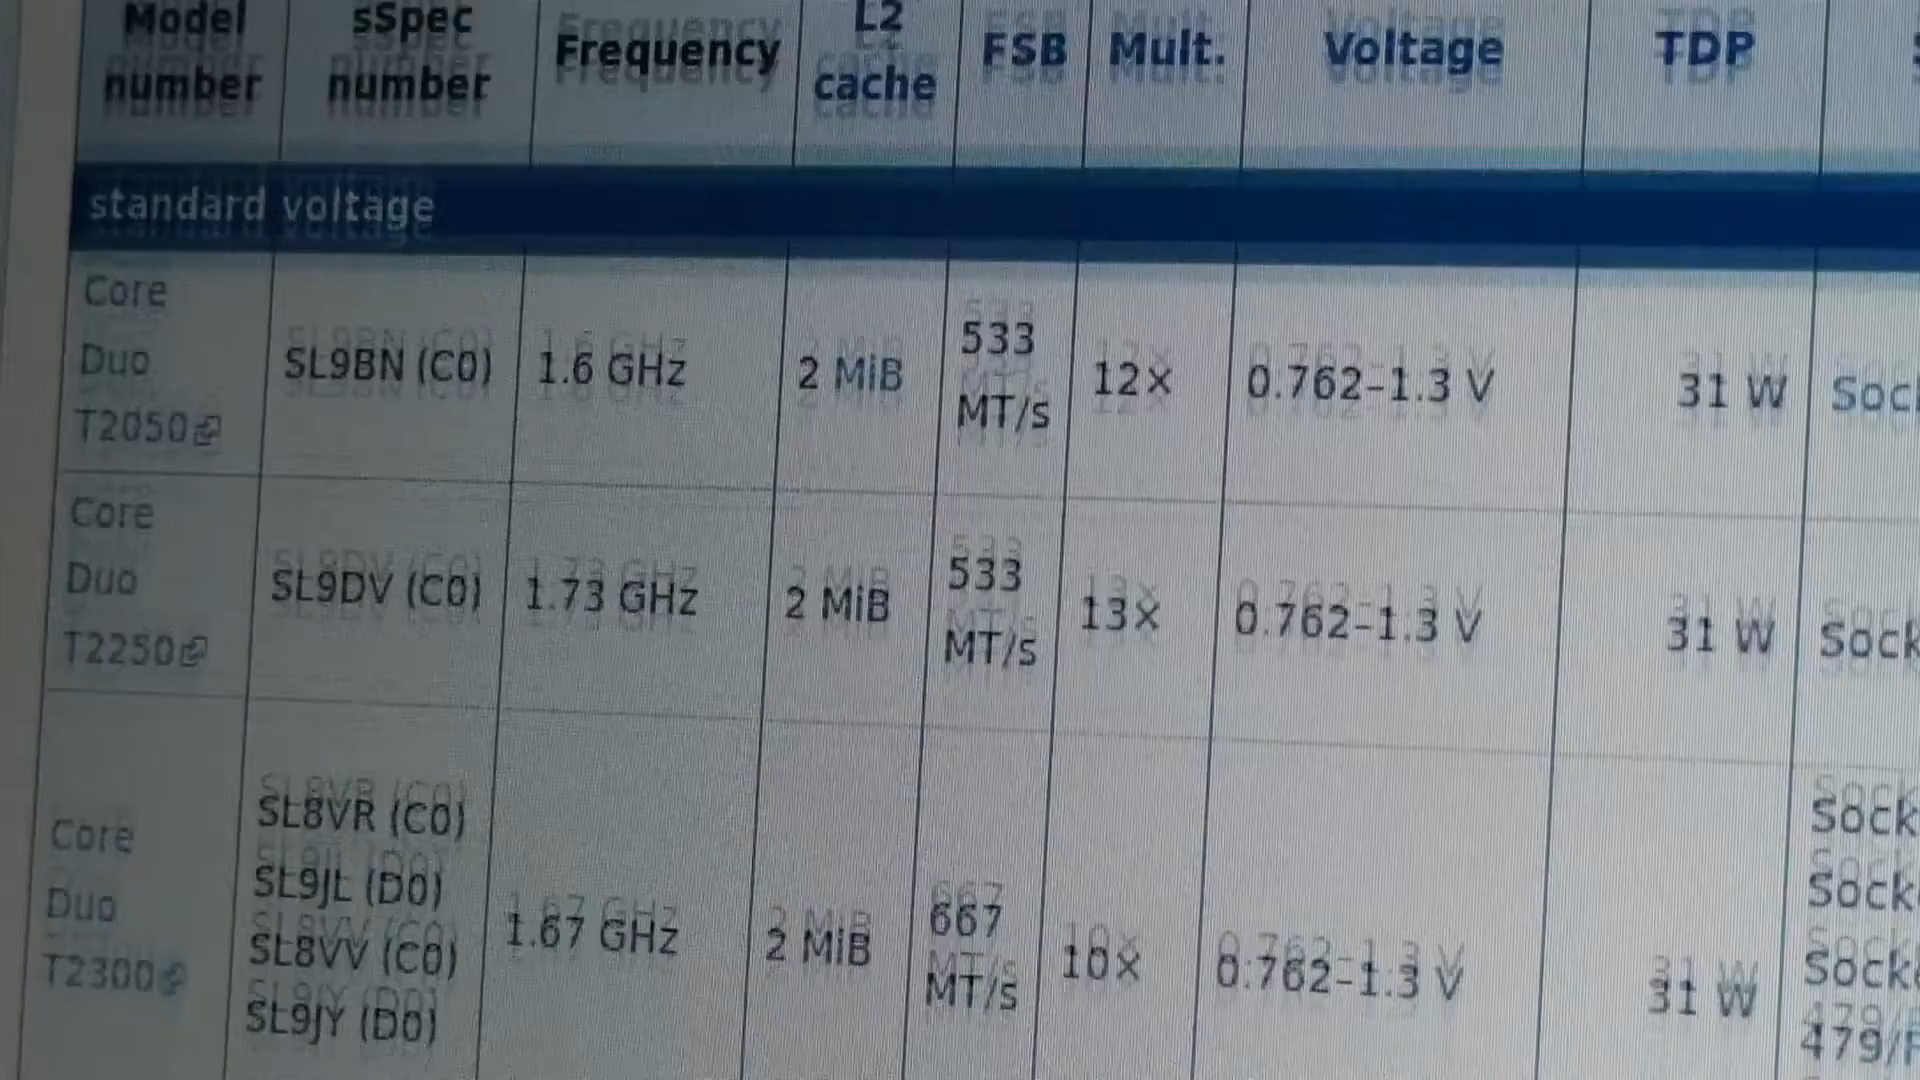 Model number
sSpec number
Frequency
L2 cache
FSB
Mult.
Voltage
TDP
standard voltage
Core Duo T2050
SL9BN (C0)
1.6 GHz
2 MiB
533 MT/s
12×
0.762–1.3 V
31 W
Core Duo T2250
SL9DV (C0)
1.73 GHz
2 MiB
533 MT/s
13×
0.762–1.3 V
31 W
Core Duo T2300
SL8VR (C0)
SL9JL (D0)
SL8VV (C0)
SL9JY (D0)
1.67 GHz
2 MiB
667 MT/s
10×
0.762–1.3 V
31 W
479/